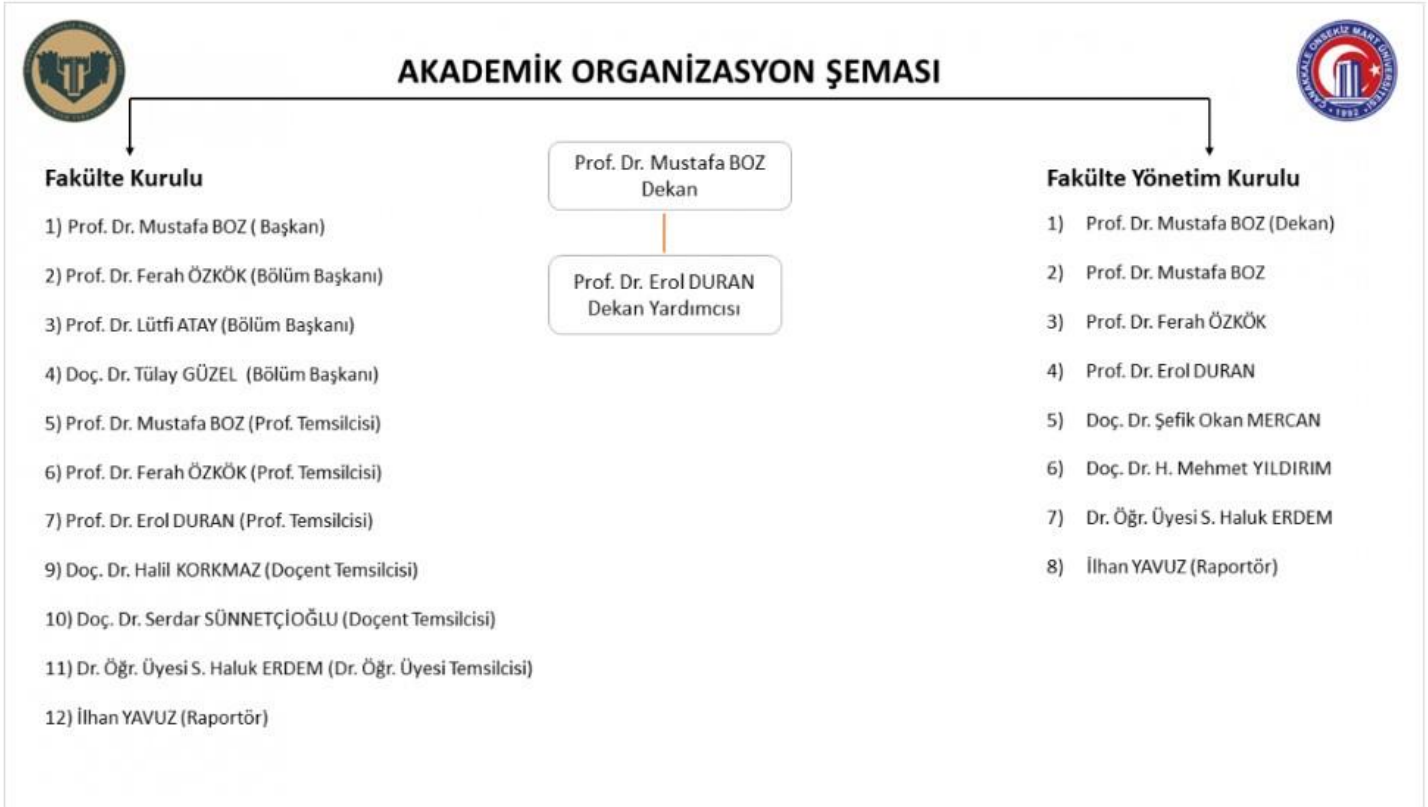 AKADEMİK ORGANİZASYON ŞEMASI
ÇANAKKALE ONSEKİZ MART ÜNİVERSİTESİ
1992
Prof. Dr. Mustafa BOZ
Dekan
Prof. Dr. Erol DURAN
Dekan Yardımcısı
Fakülte Kurulu
1) Prof. Dr. Mustafa BOZ ( Başkan)
2) Prof. Dr. Ferah ÖZKÖK (Bölüm Başkanı)
3) Prof. Dr. Lütfi ATAY (Bölüm Başkanı)
4) Doç. Dr. Tülay GÜZEL (Bölüm Başkanı)
5) Prof. Dr. Mustafa BOZ (Prof. Temsilcisi)
6) Prof. Dr. Ferah ÖZKÖK (Prof. Temsilcisi)
7) Prof. Dr. Erol DURAN (Prof. Temsilcisi)
9) Doç. Dr. Halil KORKMAZ (Doçent Temsilcisi)
10) Doç. Dr. Serdar SÜNNETÇİOĞLU (Doçent Temsilcisi)
11) Dr. Öğr. Üyesi S. Haluk ERDEM (Dr. Öğr. Üyesi Temsilcisi)
12) İlhan YAVUZ (Raportör)
Fakülte Yönetim Kurulu
1) Prof. Dr. Mustafa BOZ (Dekan)
2) Prof. Dr. Mustafa BOZ
3) Prof. Dr. Ferah ÖZKÖK
4) Prof. Dr. Erol DURAN
5) Doç. Dr. Şefik Okan MERCAN
6) Doç. Dr. H. Mehmet YILDIRIM
7) Dr. Öğr. Üyesi S. Haluk ERDEM
8) İlhan YAVUZ (Raportör)